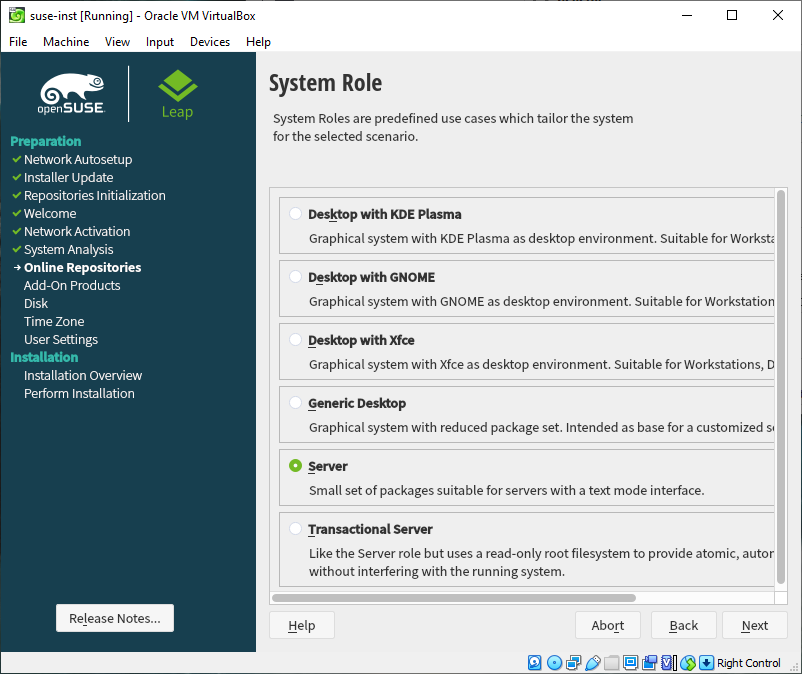 suse-inst [Running] - Oracle VM VirtualBox
File Machine View Input Devices Help
openSUSE
Leap
Preparation
Network Autosetup
Installer Update
Repositories Initialization
Welcome
Network Activation
System Analysis
Online Repositories
Add-On Products
Disk
Time Zone
User Settings
Installation
Installation Overview
Perform Installation
Release Notes...
System Role
System Roles are predefined use cases which tailor the system
for the selected scenario.
Desktop with KDE Plasma
Graphical system with KDE Plasma as desktop environment. Suitable for Worksta
Desktop with GNOME
Graphical system with GNOME as desktop environment. Suitable for Workstation
Desktop with Xfce
Graphical system with Xfce as desktop environment. Suitable for Workstations, D
Generic Desktop
Graphical system with reduced package set. Intended as base for a customized se
Server
Small set of packages suitable for servers with a text mode interface.
Transactional Server
Like the Server role but uses a read-only root filesystem to provide atomic, autor
without interfering with the running system.
Help Abort Back Next
Right Control